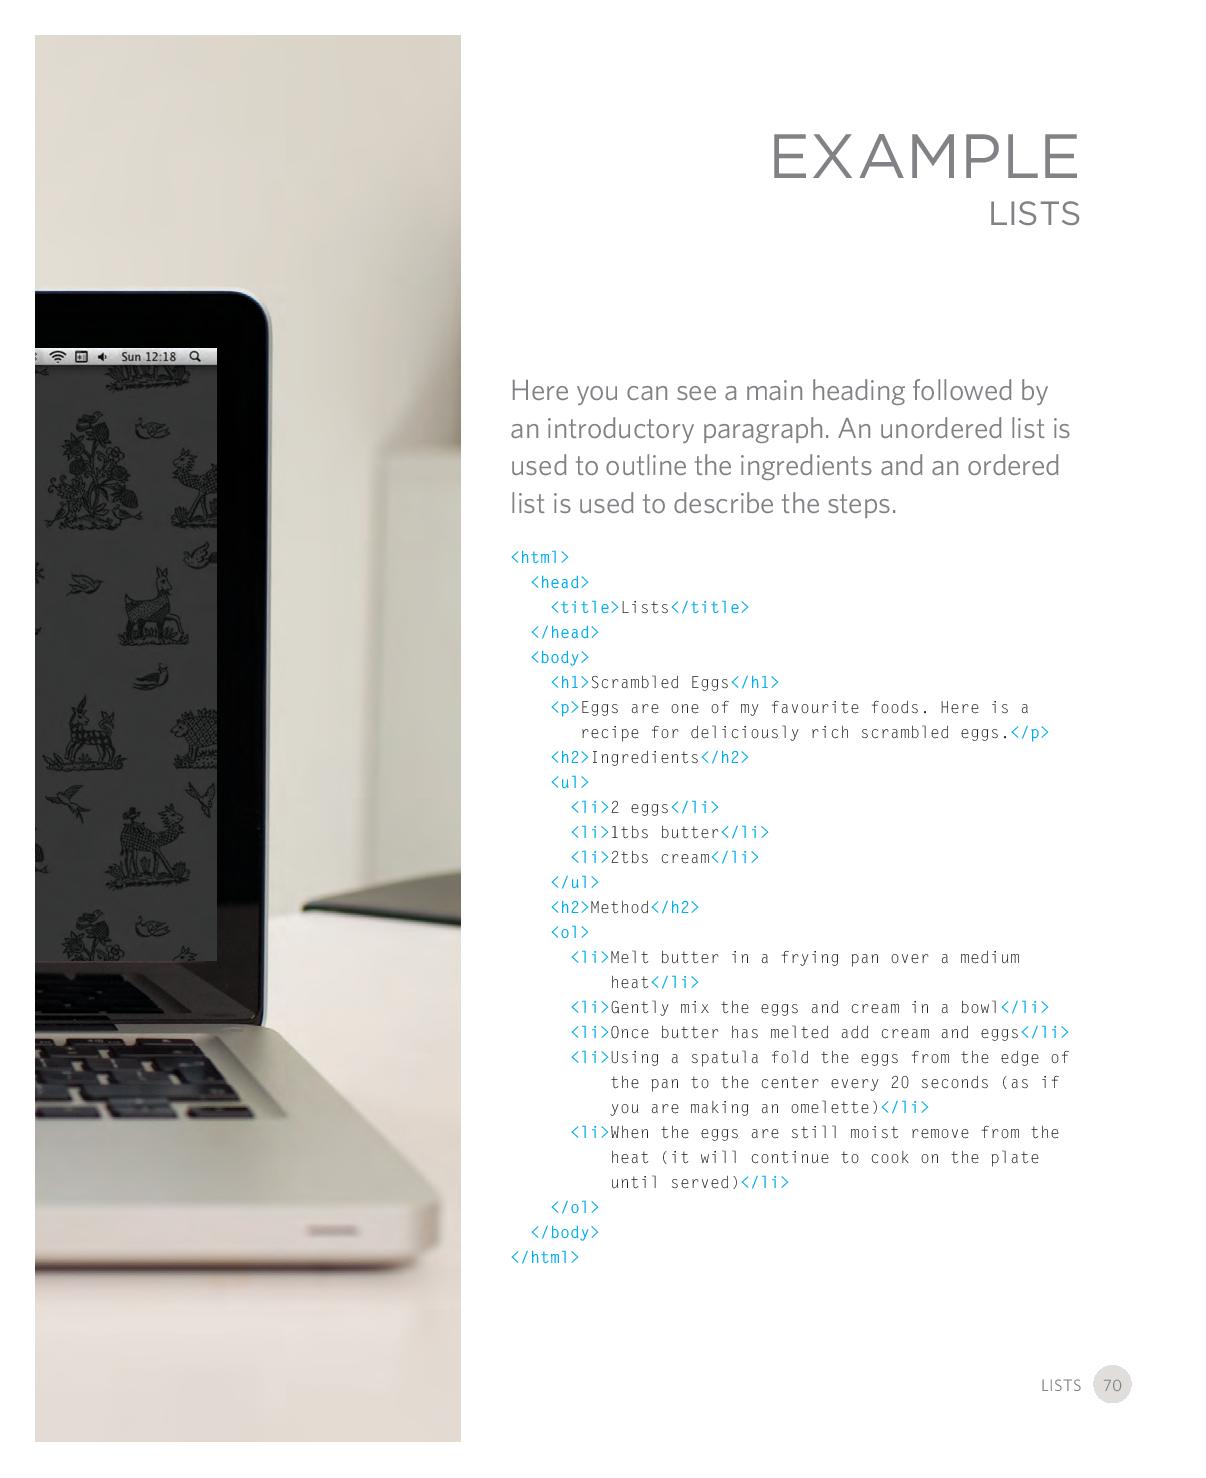 Sun 12:18
EXAMPLE
LISTS
Here you can see a main heading followed by
an introductory paragraph. An unordered list is
used to outline the ingredients and an ordered
list is used to describe the steps.
<html>
  <head>
    <title>Lists</title>
  </head>
  <body>
    <h1>Scrambled Eggs</h1>
    <p>Eggs are one of my favourite foods. Here is a
       recipe for deliciously rich scrambled eggs.</p>
    <h2>Ingredients</h2>
    <ul>
      <li>2 eggs</li>
      <li>1tbs butter</li>
      <li>2tbs cream</li>
    </ul>
    <h2>Method</h2>
    <ol>
      <li>Melt butter in a frying pan over a medium
          heat</li>
      <li>Gently mix the eggs and cream in a bowl</li>
      <li>Once butter has melted add cream and eggs</li>
      <li>Using a spatula fold the eggs from the edge of
          the pan to the center every 20 seconds (as if
          you are making an omelette)</li>
      <li>When the eggs are still moist remove from the
          heat (it will continue to cook on the plate
          until served)</li>
    </ol>
  </body>
</html>
LISTS 70